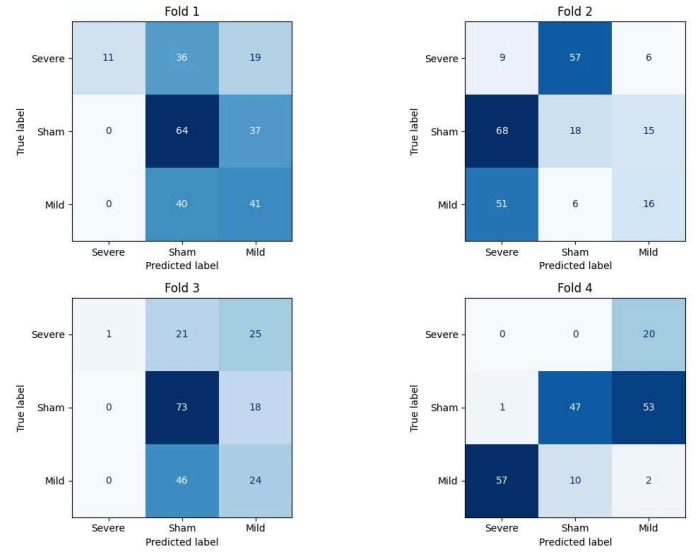 Fold 1
True label
Severe 11 36 19
Sham 0 64 37
Mild 0 40 41
Severe Sham Mild
Predicted label
Fold 2
True label
Severe 9 57 6
Sham 68 18 15
Mild 51 6 16
Severe Sham Mild
Predicted label
Fold 3
True label
Severe 1 21 25
Sham 0 73 18
Mild 0 46 24
Severe Sham Mild
Predicted label
Fold 4
True label
Severe 0 0 20
Sham 1 47 53
Mild 57 10 2
Severe Sham Mild
Predicted label